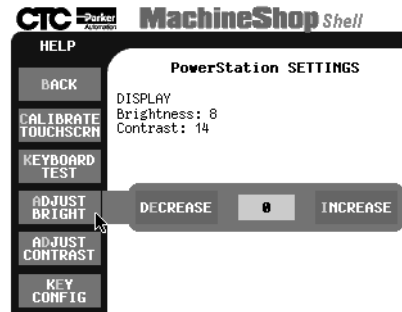 CTC Parker Automation MachineShop Shell
HELP
PowerStation SETTINGS
BACK
DISPLAY
Brightness: 8
Contrast: 14
CALIBRATE
TOUCHSCRN
KEYBOARD
TEST
ADJUST
BRIGHT
DECREASE 0 INCREASE
ADJUST
CONTRAST
KEY
CONFIG